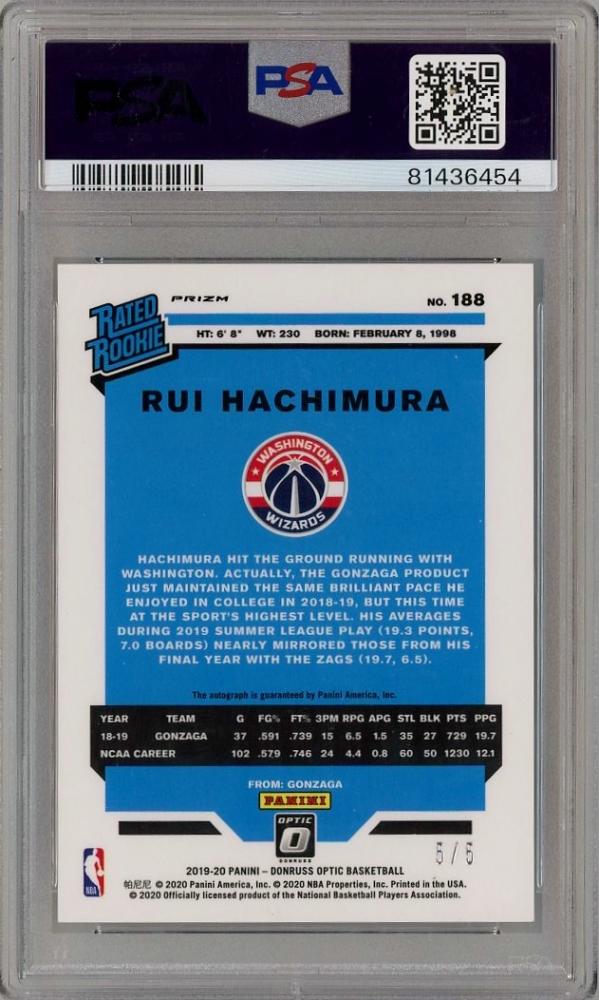 PSA
PSA
81436454
RATED
ROOKIE
PRIZM
NO. 188
HT: 6' 8" WT: 230 BORN: FEBRUARY 8, 1998
RUI HACHIMURA
WASHINGTON
WIZARDS
HACHIMURA HIT THE GROUND RUNNING WITH
WASHINGTON. ACTUALLY, THE GONZAGA PRODUCT
JUST MAINTAINED THE SAME BRILLIANT PACE HE
ENJOYED IN COLLEGE IN 2018-19, BUT THIS TIME
AT THE SPORT'S HIGHEST LEVEL. HIS AVERAGES
DURING 2019 SUMMER LEAGUE PLAY (19.3 POINTS,
7.0 BOARDS) NEARLY MIRRORED THOSE FROM HIS
FINAL YEAR WITH THE ZAGS (19.7, 6.5).
The autograph is guaranteed by Panini America, Inc.
YEAR TEAM G FG% FT% 3PM RPG APG STL BLK PTS PPG
18-19 GONZAGA 37 .591 .739 15 6.5 1.5 35 27 729 19.7
NCAA CAREER 102 .579 .746 24 4.4 0.8 60 50 1230 12.1
FROM: GONZAGA
PANINI
OPTIC
O
DONRUSS
5/5
2019-20 PANINI – DONRUSS OPTIC BASKETBALL
帕尼尼 © 2020 Panini America, Inc. © 2020 NBA Properties, Inc. Printed in the USA.
© 2020 Officially licensed product of the National Basketball Players Association.
NBA